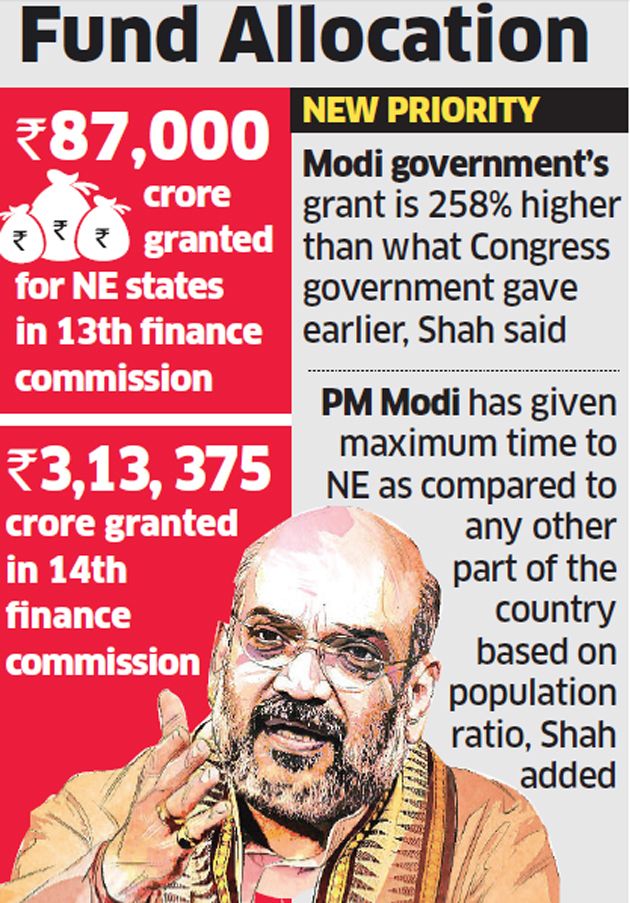 Fund Allocation
₹87,000
crore
granted
for NE states
in 13th finance
commission
₹ ₹ ₹
₹3,13, 375
crore granted
in 14th
finance
commission
NEW PRIORITY
Modi government’s
grant is 258% higher
than what Congress
government gave
earlier, Shah said
PM Modi has given
maximum time to
NE as compared to
any other
part of the
country
based on
population
ratio, Shah
added